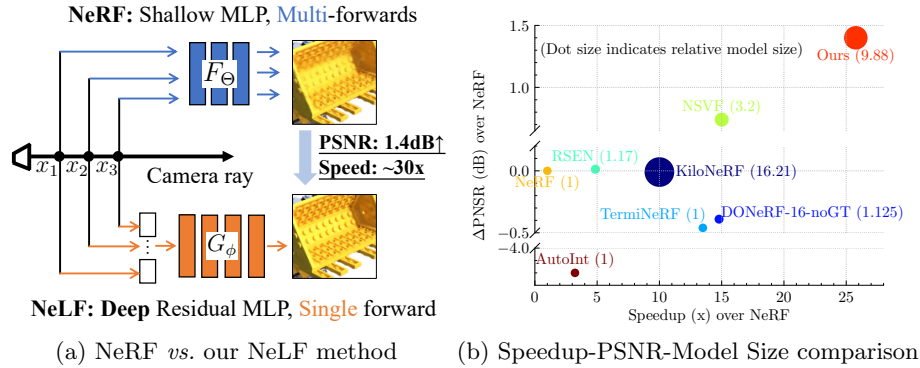 NeRF: Shallow MLP, Multi-forwards
F_Θ
PSNR: 1.4dB↑
Speed: ~30x
x1 x2 x3
Camera ray
G_ϕ
NeLF: Deep Residual MLP, Single forward
(a) NeRF vs. our NeLF method
ΔPPNSR (dB) over NeRF
1.5
1.0
0.0
−0.5
−4.0
(Dot size indicates relative model size)
Ours (9.88)
NSVF (3.2)
RSEN (1.17)
NeRF (1)
KiloNeRF (16.21)
TermiNeRF (1)
DONeRF-16-noGT (1.125)
AutoInt (1)
0 5 10 15 20 25
Speedup (x) over NeRF
(b) Speedup-PSNR-Model Size comparison